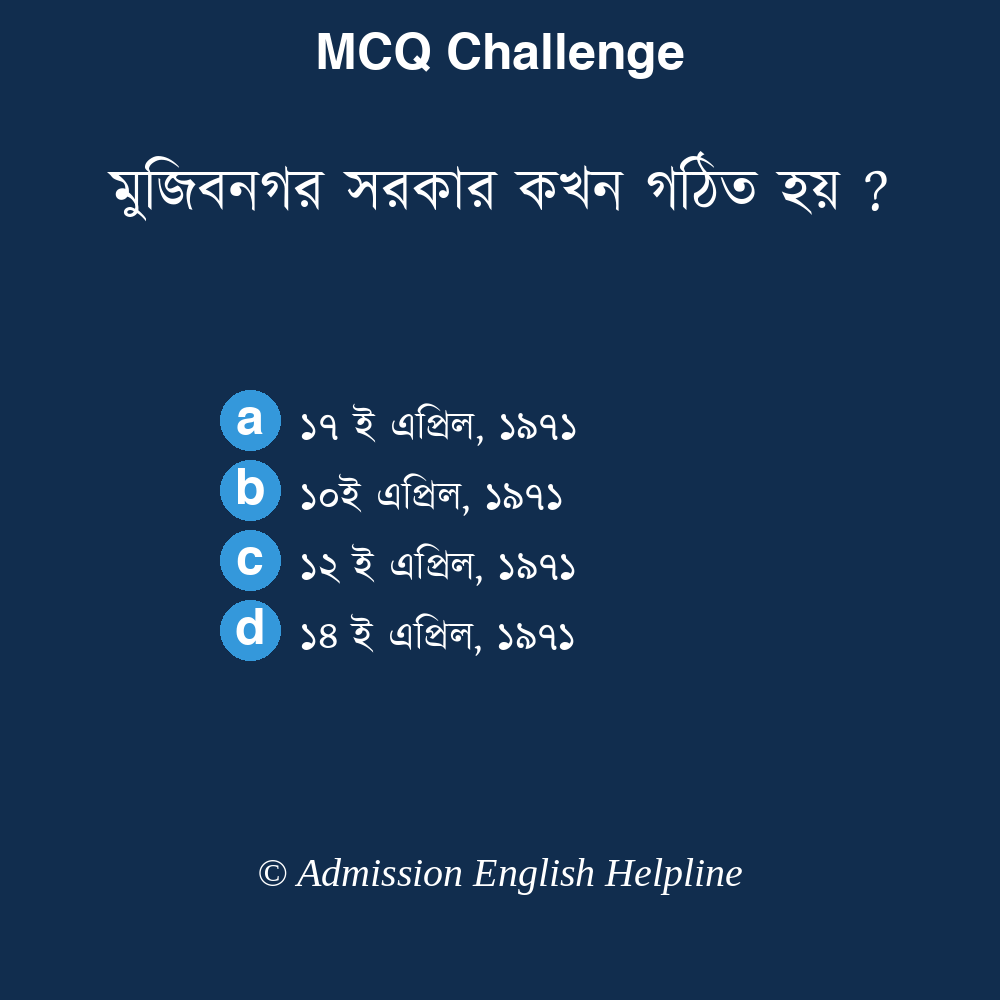 MCQ Challenge
মুজিবনগর সরকার কখন গঠিত হয় ?
a ১৭ ই এপ্রিল, ১৯৭১
b ১০ই এপ্রিল, ১৯৭১
c ১২ ই এপ্রিল, ১৯৭১
d ১৪ ই এপ্রিল, ১৯৭১
© Admission English Helpline